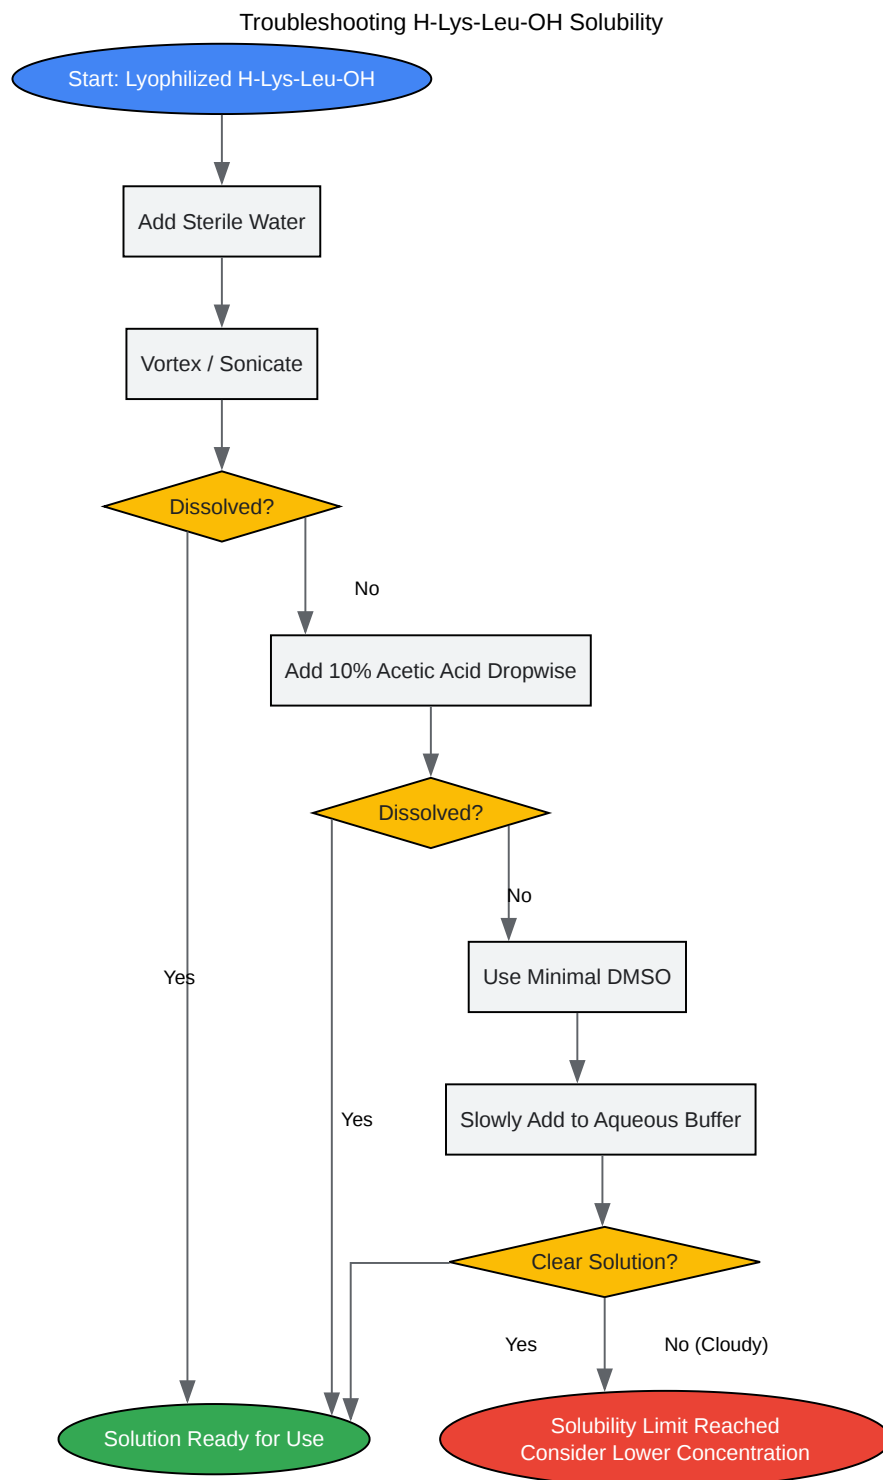 Troubleshooting H-Lys-Leu-OH Solubility
Start: Lyophilized H-Lys-Leu-OH
Add Sterile Water
Vortex / Sonicate
Dissolved?
No
Add 10% Acetic Acid Dropwise
Dissolved?
No
Use Minimal DMSO
Yes
Slowly Add to Aqueous Buffer
Yes
Clear Solution?
Yes
No (Cloudy)
Solution Ready for Use
Solubility Limit Reached
Consider Lower Concentration